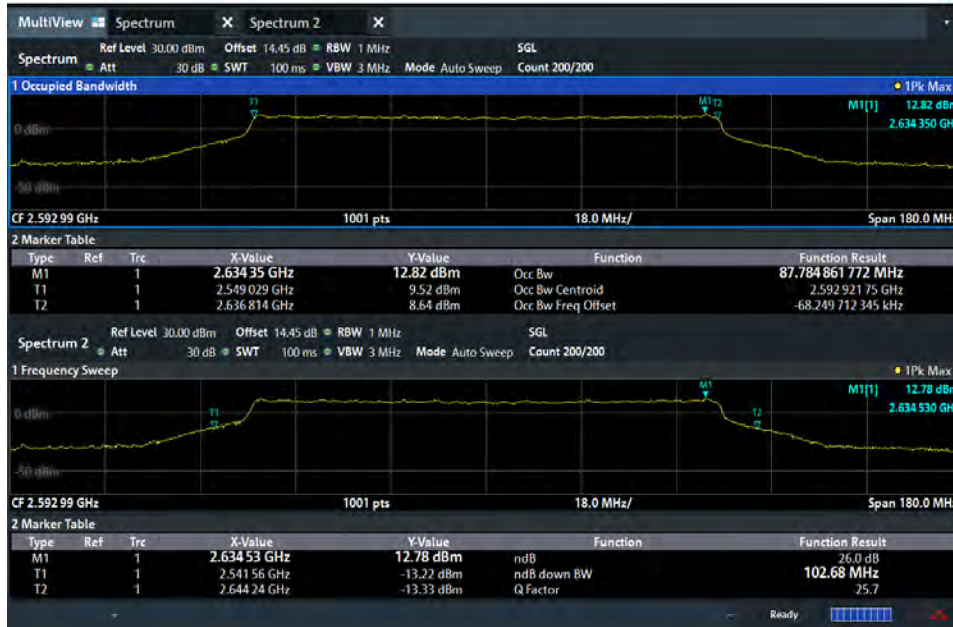 MultiView Spectrum X Spectrum 2 X
Ref Level 30.00 dBm Offset 14.45 dB RBW 1 MHz SGL
Spectrum Att 30 dB SWT 100 ms VBW 3 MHz Mode Auto Sweep Count 200/200
1 Occupied Bandwidth 1Pk Max
T1 M1 T2 M1[1] 12.82 dBm
0 dBm 2.634 350 GH
-50 dBm
CF 2.592 99 GHz 1001 pts 18.0 MHz/ Span 180.0 MH
2 Marker Table
Type Ref Trc X-Value Y-Value Function Function Result
M1 1 2.634 35 GHz 12.82 dBm Occ Bw 87.784 861 772 MHz
T1 1 2.549 029 GHz 9.52 dBm Occ Bw Centroid 2.592 921 75 GHz
T2 1 2.636 814 GHz 8.64 dBm Occ Bw Freq Offset -68.249 712 345 kHz
Ref Level 30.00 dBm Offset 14.45 dB RBW 1 MHz SGL
Spectrum 2 Att 30 dB SWT 100 ms VBW 3 MHz Mode Auto Sweep Count 200/200
1 Frequency Sweep 1Pk Max
M1 M1[1] 12.78 dBm
T1 0 dBm T2 2.634 530 GH
-50 dBm
CF 2.592 99 GHz 1001 pts 18.0 MHz/ Span 180.0 MH
2 Marker Table
Type Ref Trc X-Value Y-Value Function Function Result
M1 1 2.634 53 GHz 12.78 dBm ndB 26.0 dB
T1 1 2.541 56 GHz -13.22 dBm ndB down BW 102.68 MHz
T2 1 2.644 24 GHz -13.33 dBm Q Factor 25.7
Ready